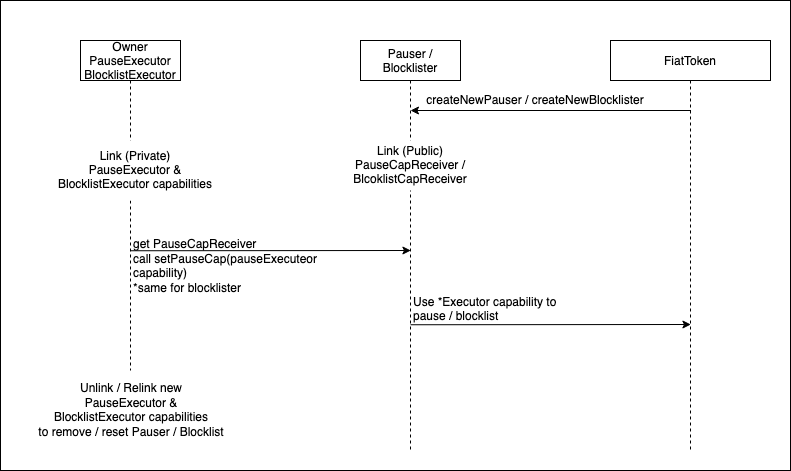 Owner
PauseExecutor
BlocklistExecutor
Pauser /
Blocklister
FiatToken
createNewPauser / createNewBlocklister
Link (Private)
PauseExecutor &
BlocklistExecutor capabilities
Link (Public)
PauseCapReceiver /
BlcoklistCapReceiver
get PauseCapReceiver
call setPauseCap(pauseExecuteor
capability)
*same for blocklister
Use *Executor capability to
pause / blocklist
Unlink / Relink new
PauseExecutor &
BlocklistExecutor capabilities
to remove / reset Pauser / Blocklist